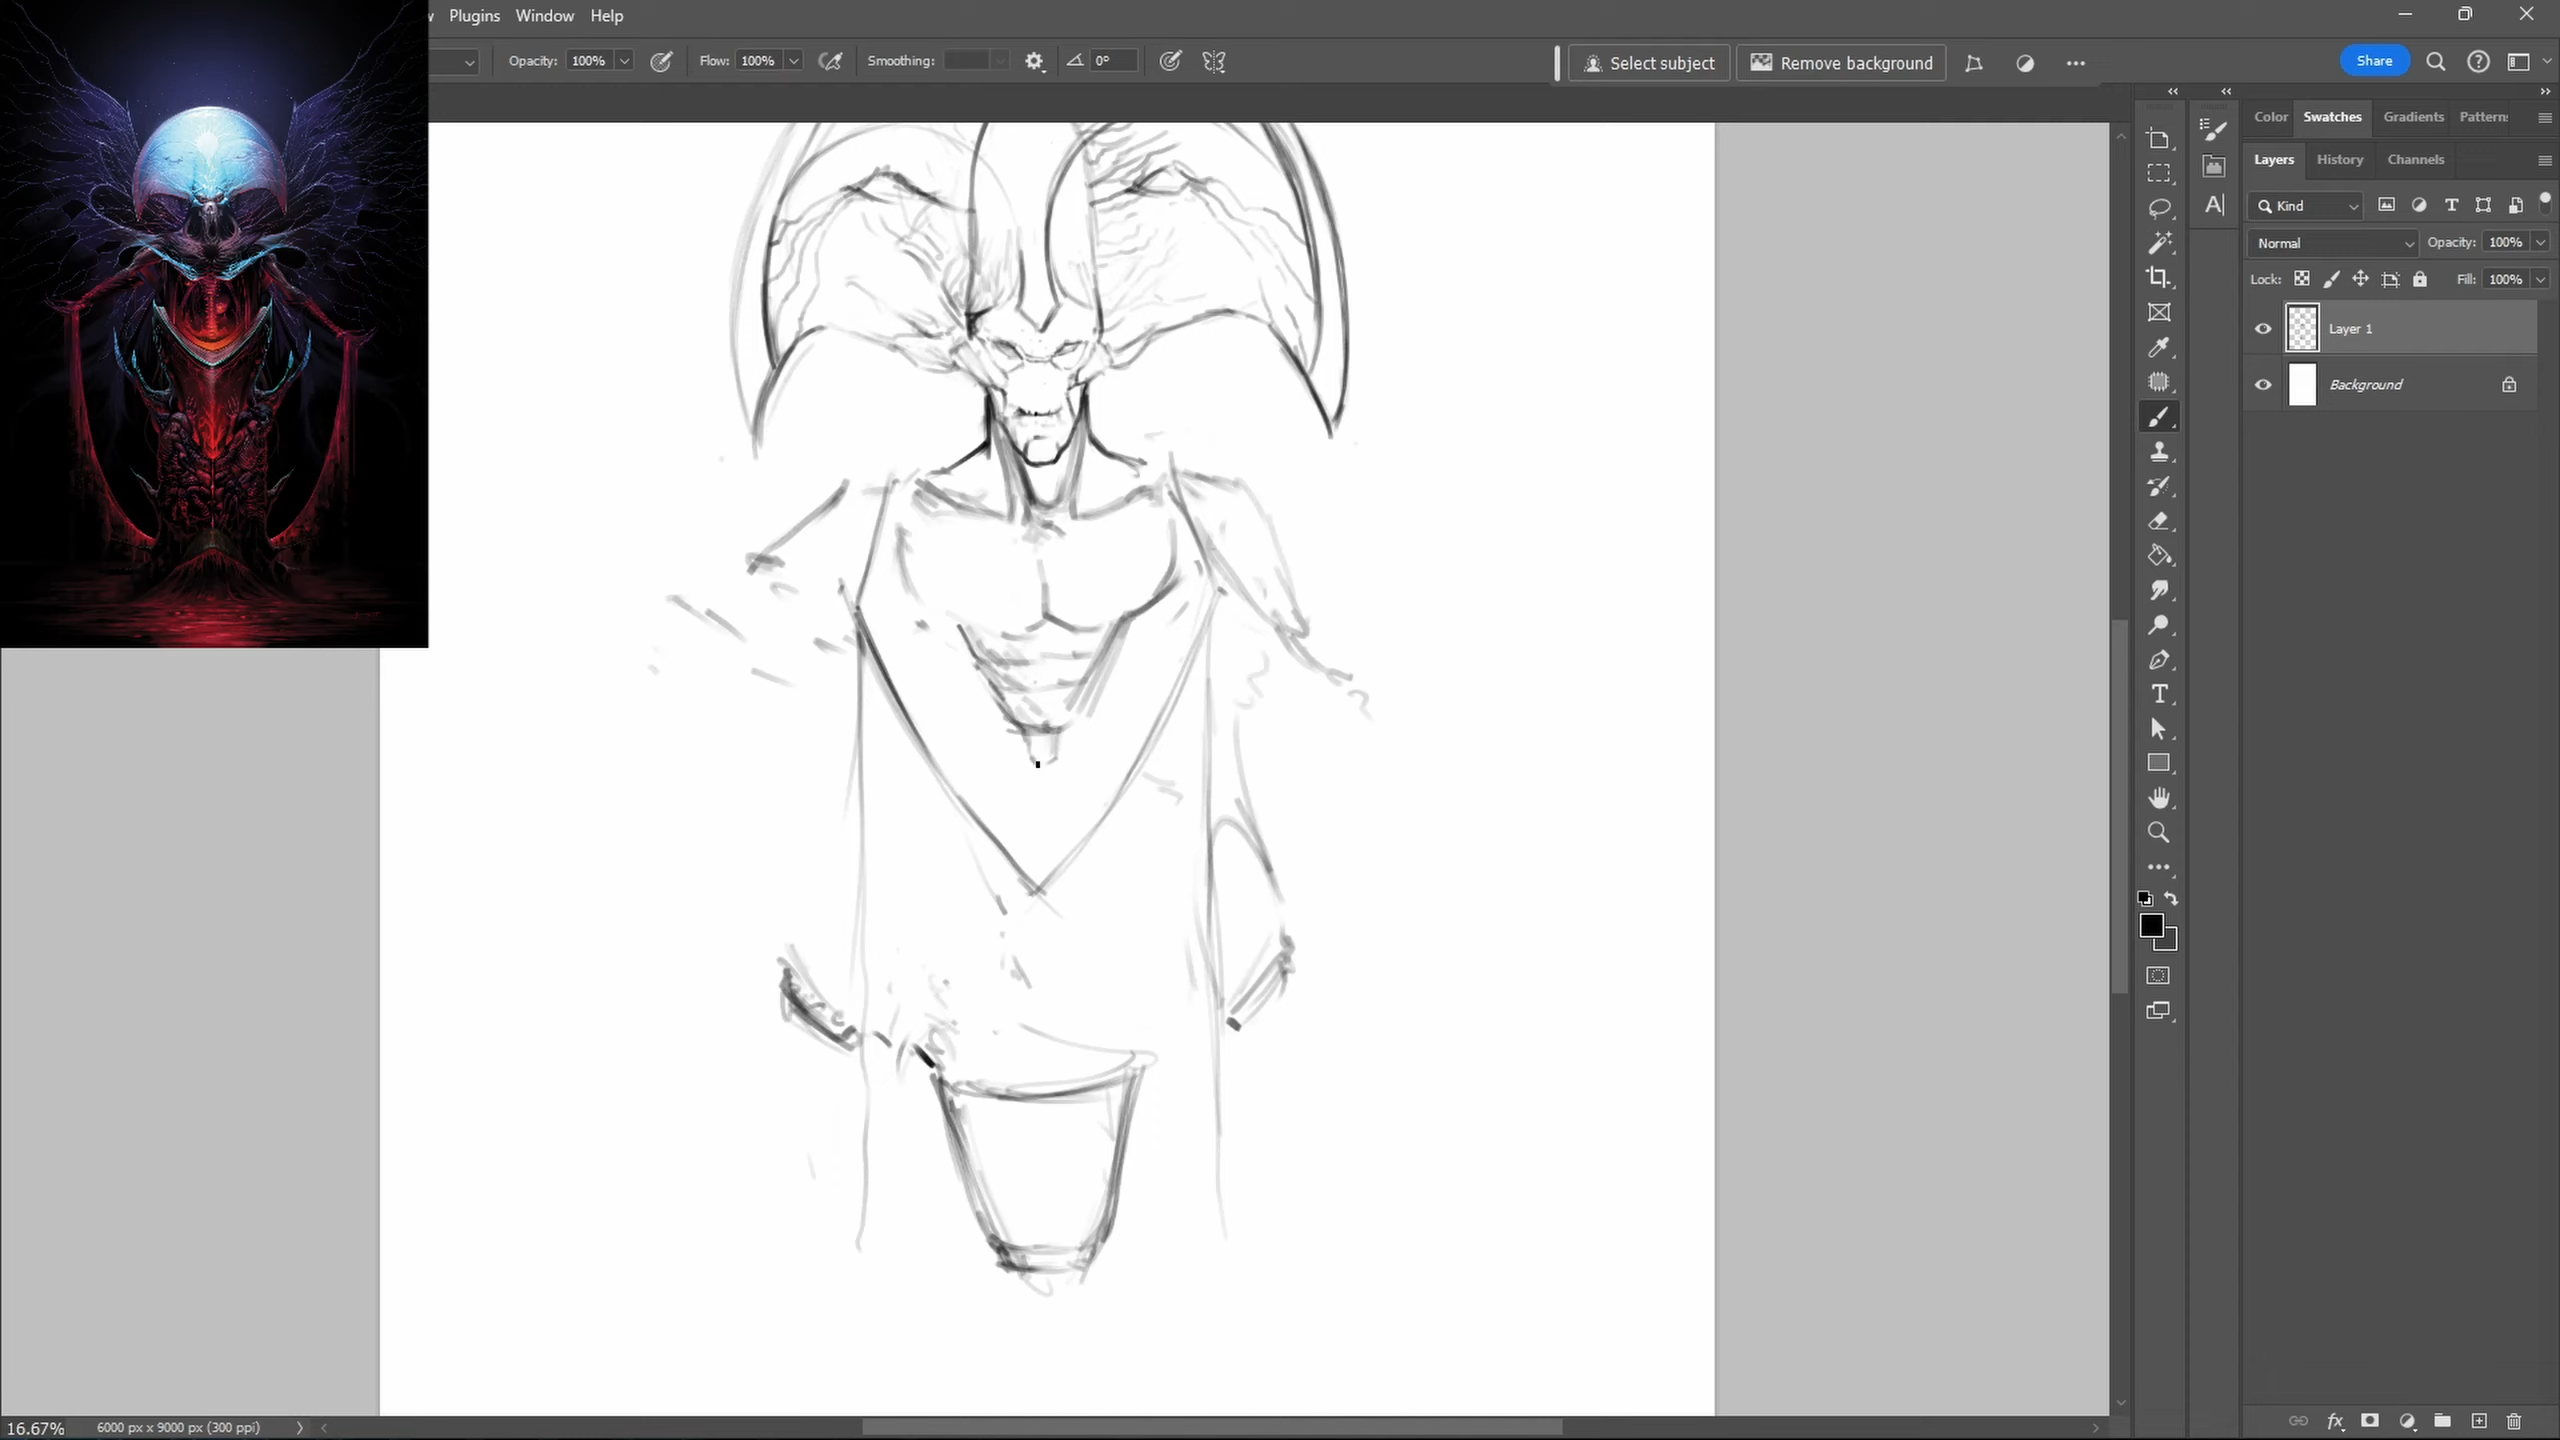 Plugins Window Help
Opacity: 100% Flow: 100% Smoothing: 0° Select subject Remove background Share
Color Swatches Gradients Patterns
Layers History Channels
Kind T
Normal Opacity: 100%
Lock: Fill: 100%
A
Layer 1
Background
T
16.67% 6000 px x 9000 px (300 ppi) fx